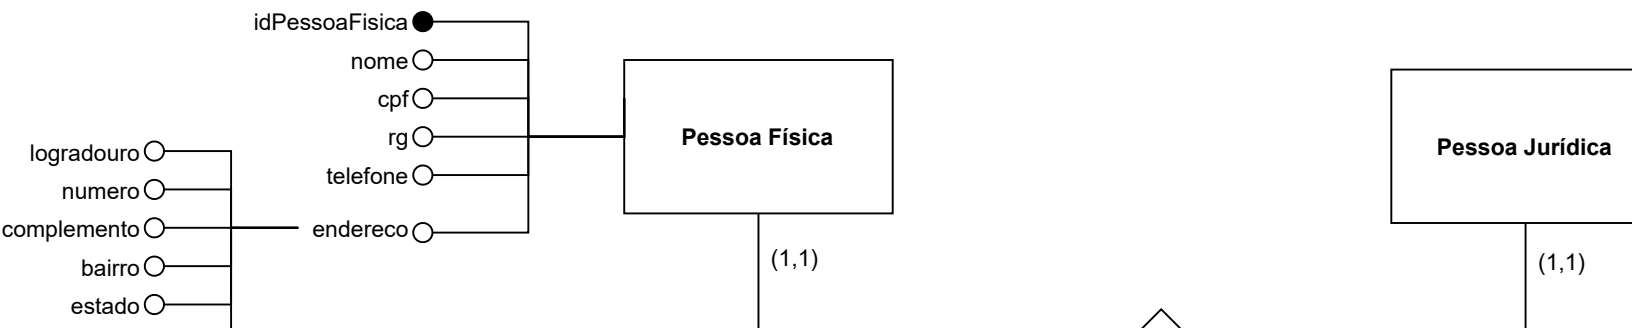 idPessoaFisica
nome
cpf
rg
telefone
endereco
logradouro
numero
complemento
bairro
estado
Pessoa Física
(1,1)
Pessoa Jurídica
(1,1)